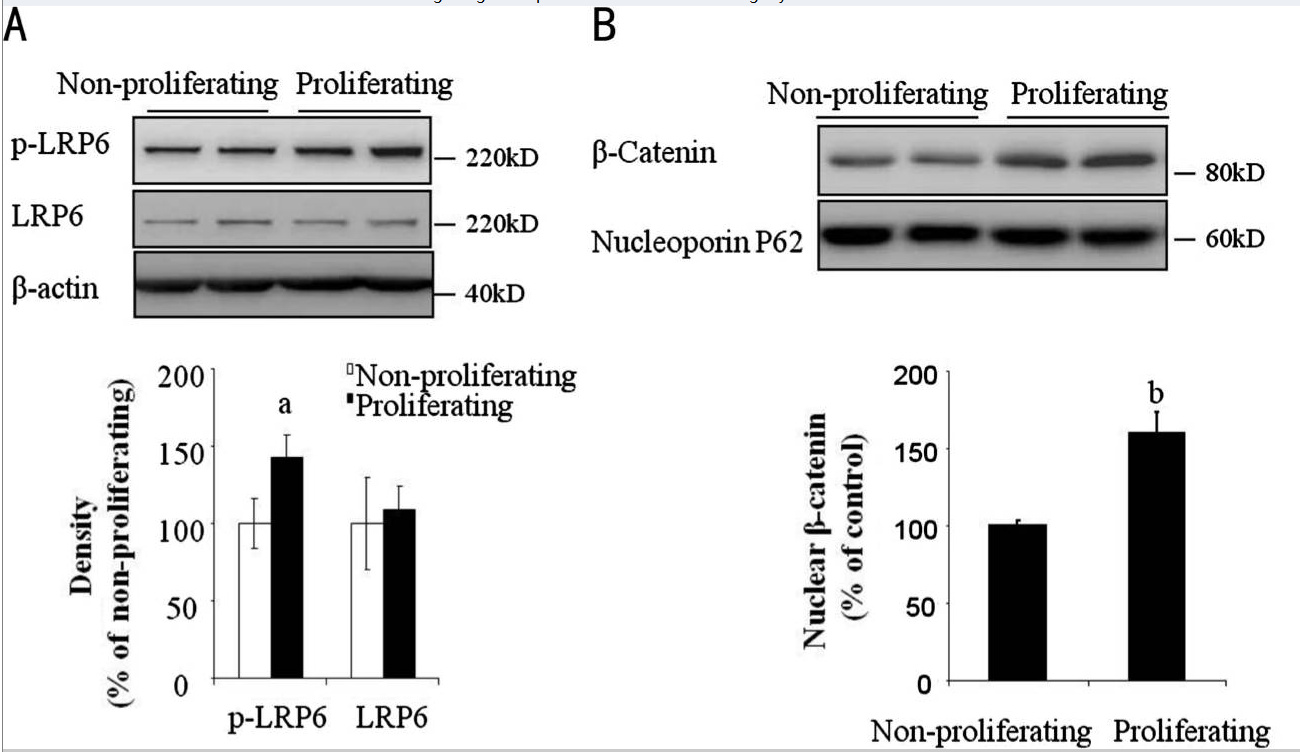 A
Non-proliferating Proliferating
p-LRP6
220kD
LRP6
220kD
β-actin
40kD
200
150
100
50
0
Density
(% of non-proliferating)
a
Non-proliferating
Proliferating
p-LRP6 LRP6
B
Non-proliferating Proliferating
β-Catenin
80kD
Nucleoporin P62
60kD
200
150
100
50
0
Nuclear β-catenin
(% of control)
b
Non-proliferating Proliferating